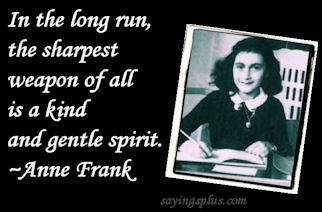 In the long run,
the sharpest
weapon of all
is a kind
and gentle spirit.
~Anne Frank
sayingsplus.com